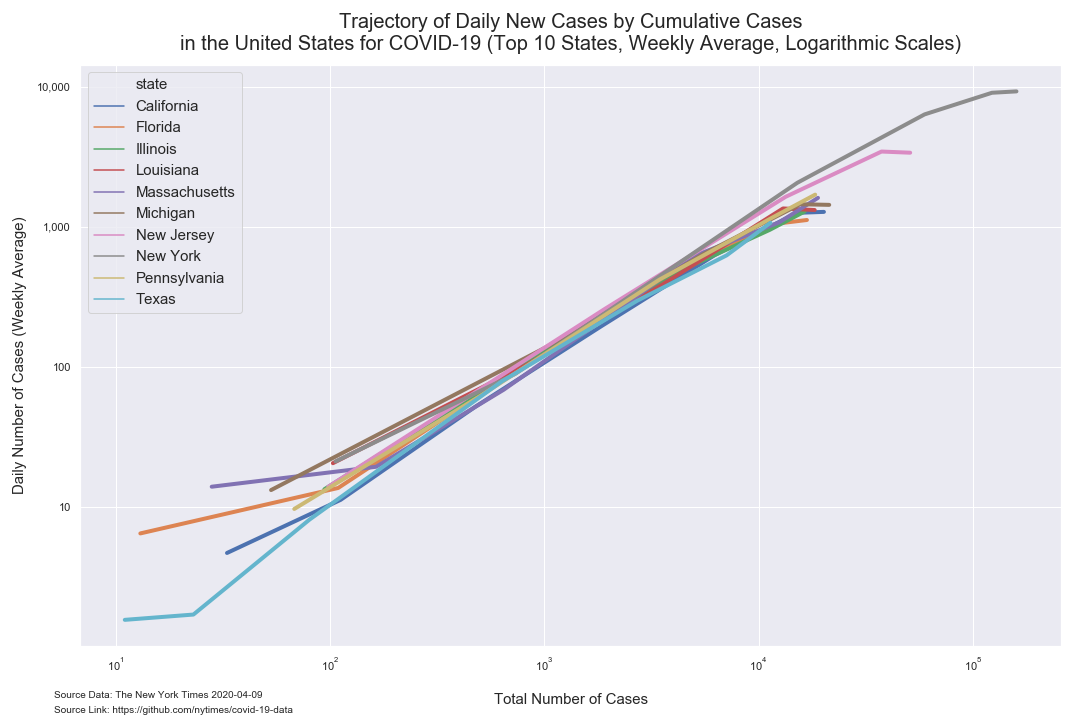 Trajectory of Daily New Cases by Cumulative Cases
in the United States for COVID-19 (Top 10 States, Weekly Average, Logarithmic Scales)
state
California
Florida
Illinois
Louisiana
Massachusetts
Michigan
New Jersey
New York
Pennsylvania
Texas
Daily Number of Cases (Weekly Average)
10,000
1,000
100
10
10¹
10²
10³
10⁴
10⁵
Total Number of Cases
Source Data: The New York Times 2020-04-09
Source Link: https://github.com/nytimes/covid-19-data